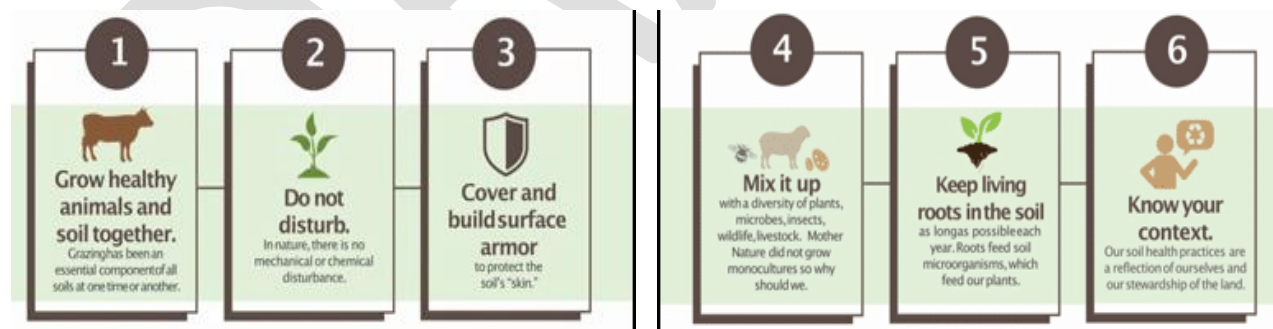 1
Grow healthy
animals and
soil together.
Grazinghas been an
essential componentof all
soils at one time or another.
2
Do not
disturb.
In nature, there is no
mechanical or chemical
disturbance.
3
Cover and
build surface
armor
to protect the
soil's "skin."
4
Mix it up
with a diversity of plants,
microbes, insects,
wildlife, livestock. Mother
Nature did not grow
monocultures so why
should we.
5
Keep living
roots in the soil
as longas possible each
year. Roots feed soil
microorganisms, which
feed our plants.
6
Know your
context.
Our soil health practices are
a reflection of ourselves and
our stewardship of the land.